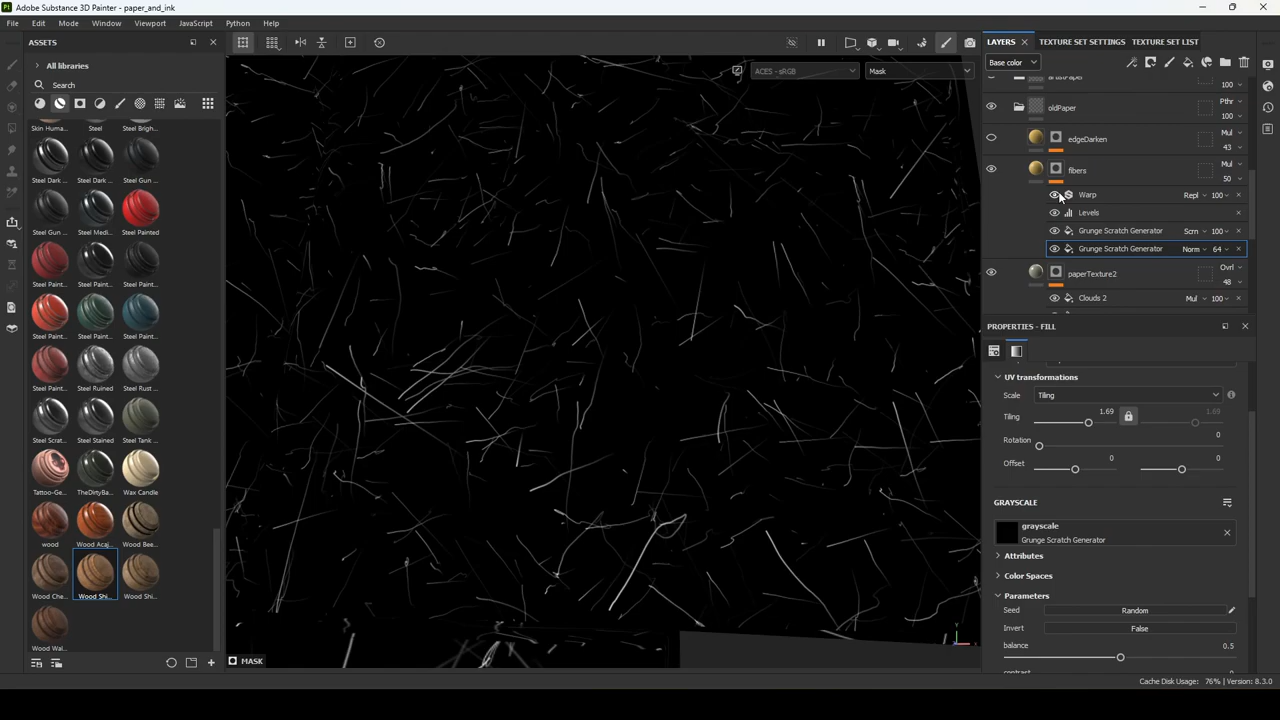 Adobe Substance 3D Painter - paper_and_ink
File Edit Mode Window Viewport JavaScript Python Help
ASSETS
All libraries
Search
Skin Huma... Steel Steel Brigh...
Steel Dark ... Steel Dark ... Steel Gun ...
Steel Gun ... Steel Medi... Steel Painted
Steel Paint... Steel Paint... Steel Paint...
Steel Paint... Steel Paint... Steel Paint...
Steel Paint... Steel Ruined Steel Rust ...
Steel Scrat... Steel Stained Steel Tank ...
Tattoo-Ge... TheDirtyBa... Wax Candle
wood Wood Acaj... Wood Bee...
Wood Che... Wood Shi... Wood Shi...
Wood Wal...
ACES - sRGB
Mask
MASK
Y
LAYERS TEXTURE SET SETTINGS TEXTURE SET LIST
Base color
100
oldPaper Pthr 100
edgeDarken Mul 43
fibers Mul 50
Warp Repl 100
Levels
Grunge Scratch Generator Scrn 100
Grunge Scratch Generator Norm 64
paperTexture2 Ovrl 48
Clouds 2 Mul 100
PROPERTIES - FILL
UV transformations
Scale Tiling
Tiling 1.69 1.69
Rotation 0
Offset 0 0
GRAYSCALE
grayscale
Grunge Scratch Generator
Attributes
Color Spaces
Parameters
Seed Random
Invert False
balance 0.5
Cache Disk Usage: 76% | Version: 8.3.0